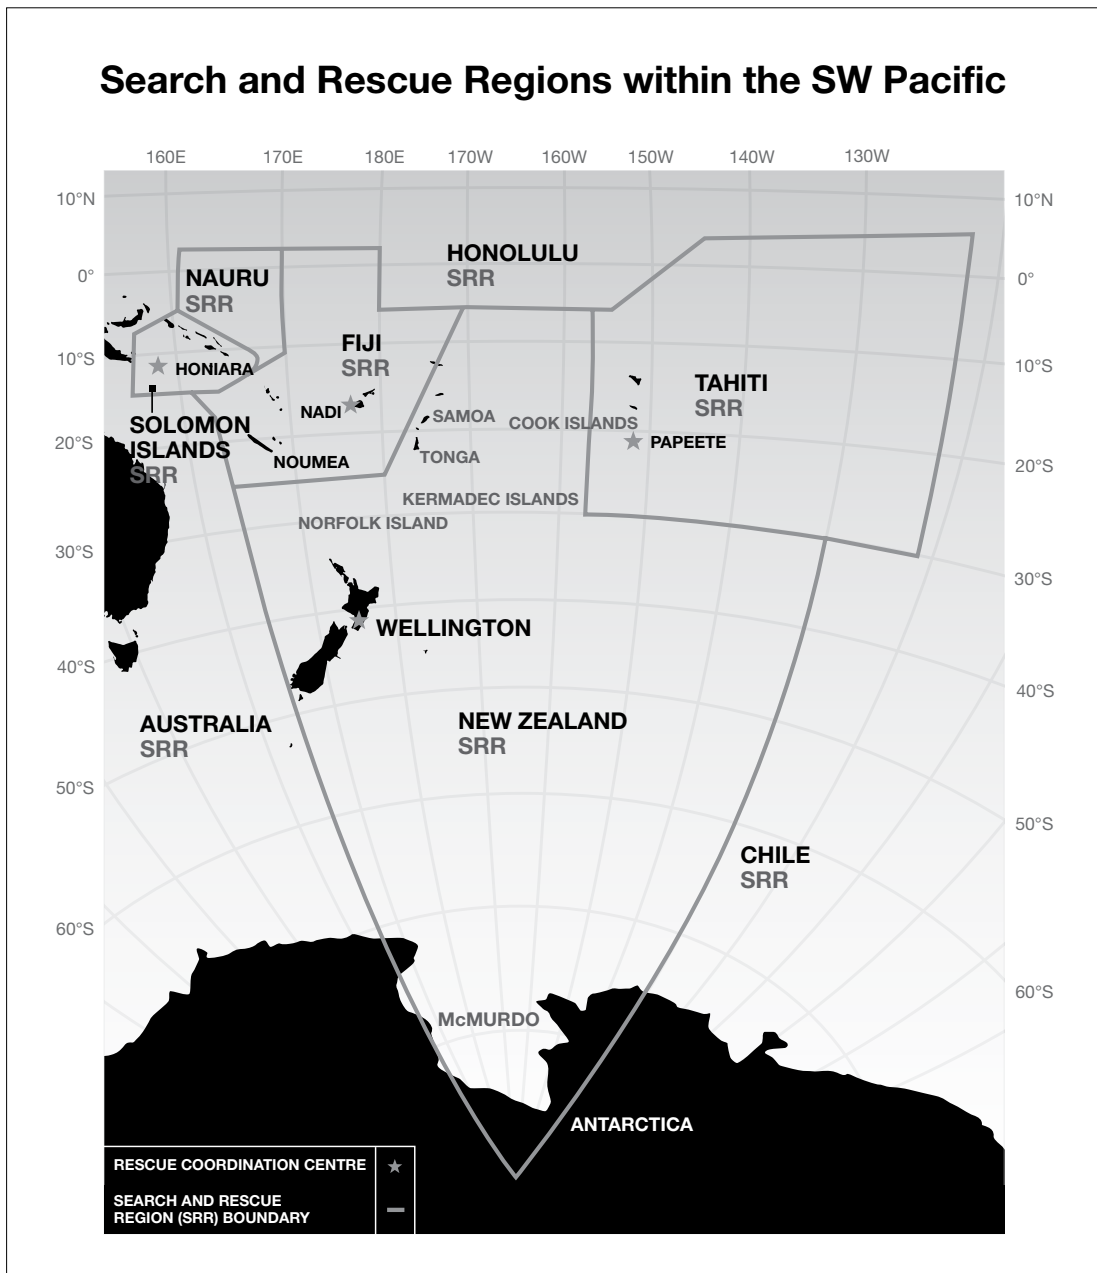 Search and Rescue Regions within the SW Pacific
160E 170E 180E 170W 160W 150W 140W 130W
10°N 10°N
HONOLULU
SRR
NAURU
SRR
0° 0°
FIJI
SRR
10°S 10°S
HONIARA
TAHITI
SRR
NADI
SAMOA
COOK ISLANDS
SOLOMON
ISLANDS
SRR
20°S 20°S
PAPEETE
NOUMEA
TONGA
KERMADEC ISLANDS
NORFOLK ISLAND
30°S 30°S
WELLINGTON
40°S 40°S
AUSTRALIA
SRR
NEW ZEALAND
SRR
50°S 50°S
CHILE
SRR
60°S 60°S
McMURDO
ANTARCTICA
RESCUE COORDINATION CENTRE
SEARCH AND RESCUE
REGION (SRR) BOUNDARY